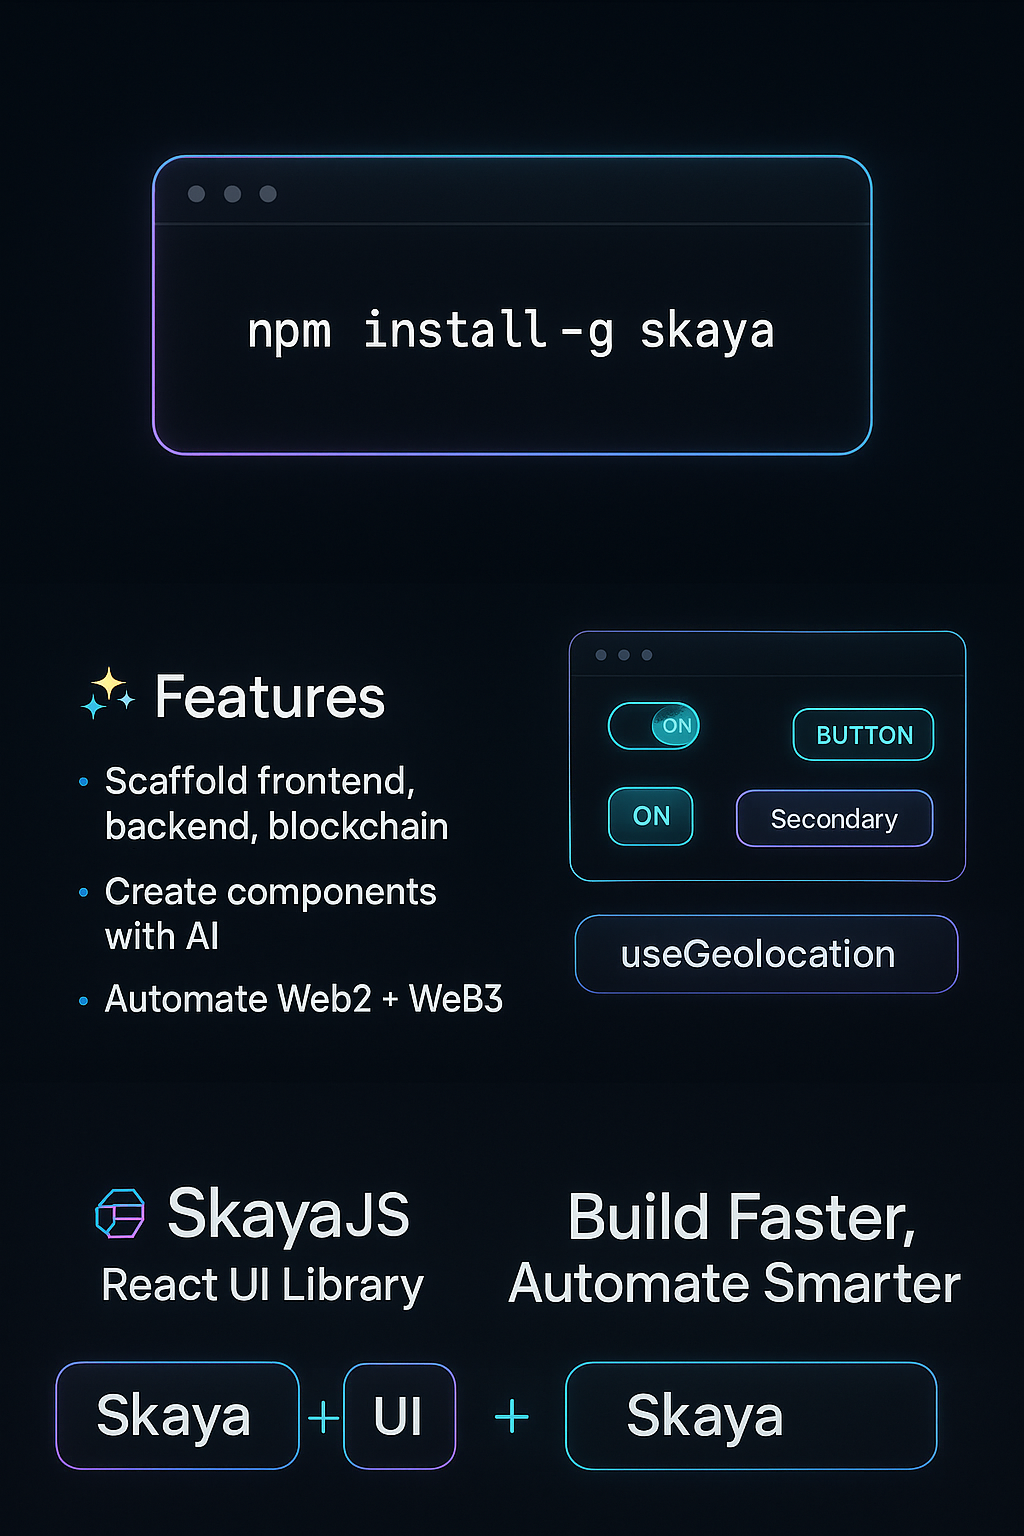 npm install -g skaya
Features
Scaffold frontend,
backend, blockchain
Create components
with AI
Automate Web2 + WeB3
ON
BUTTON
ON
Secondary
useGeolocation
SkayaJS
React UI Library
Build Faster,
Automate Smarter
Skaya + UI + Skaya